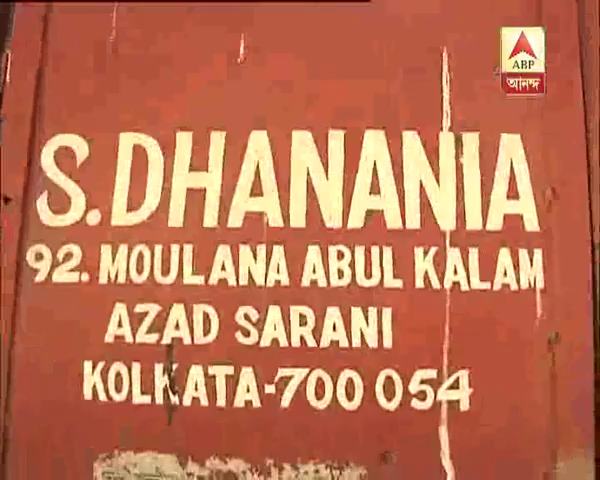 ABP
আনন্দ
S. DHANANIA
92. MOULANA ABUL KALAM
AZAD SARANI
KOLKATA-700 054